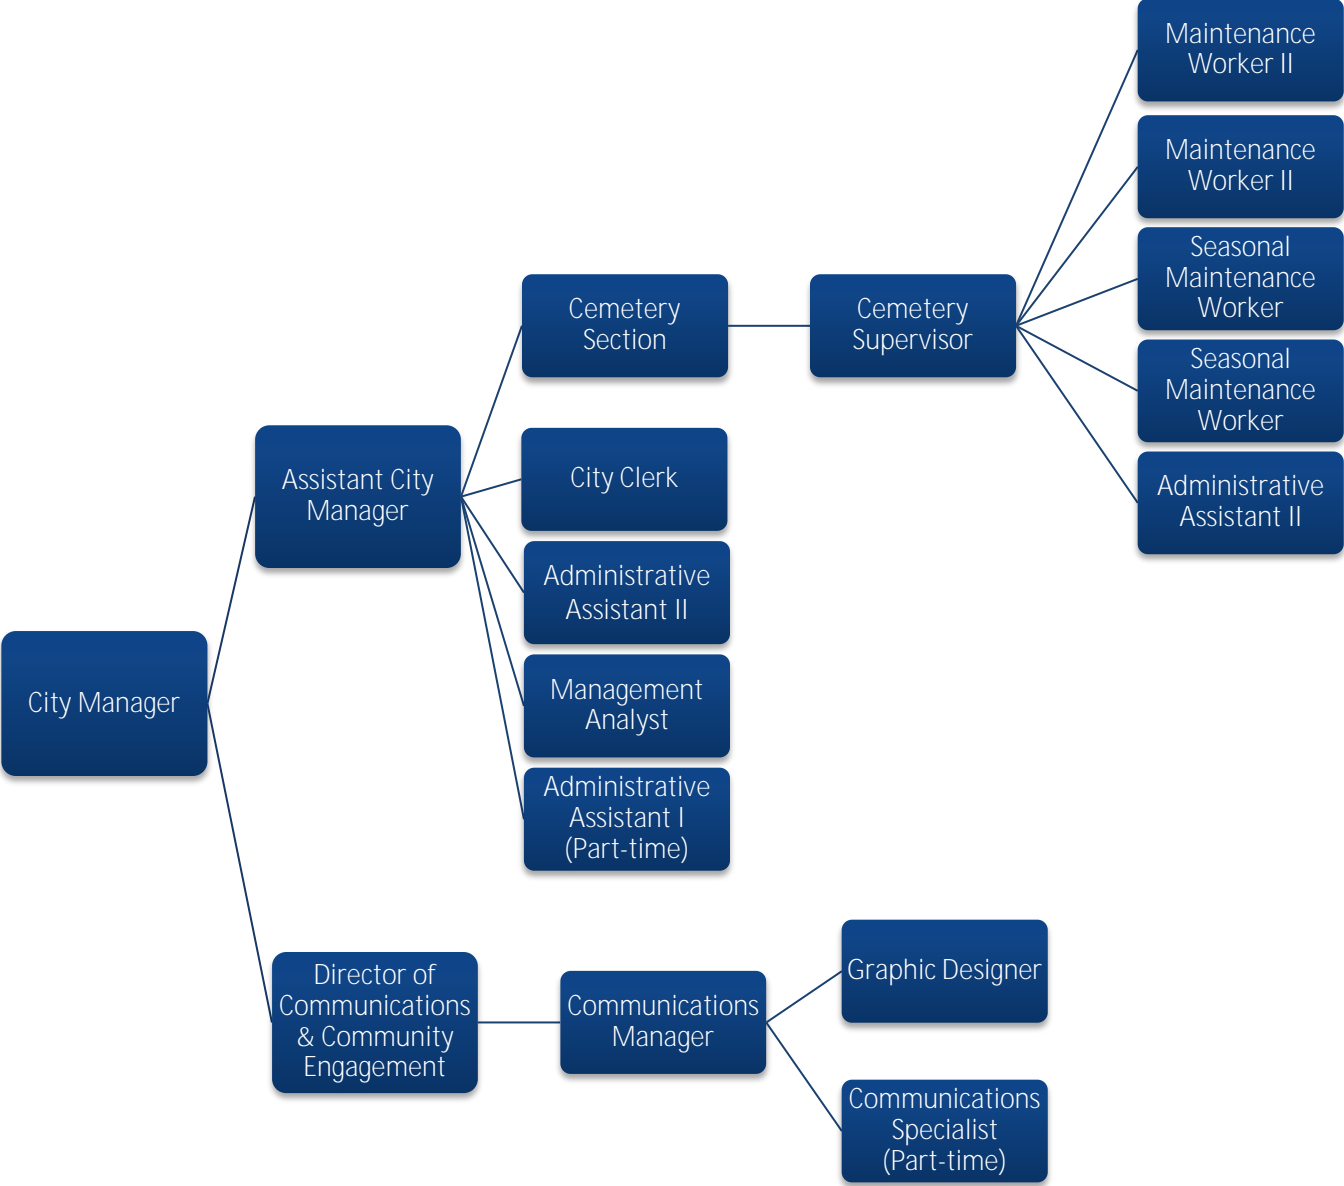 Maintenance
Worker II
Maintenance
Worker II
Seasonal
Maintenance
Worker
Cemetery
Section
Cemetery
Supervisor
Seasonal
Maintenance
Worker
Assistant City
Manager
City Clerk
Administrative
Assistant II
Administrative
Assistant II
City Manager
Management
Analyst
Administrative
Assistant I
(Part-time)
Director of
Communications
& Community
Engagement
Communications
Manager
Graphic Designer
Communications
Specialist
(Part-time)